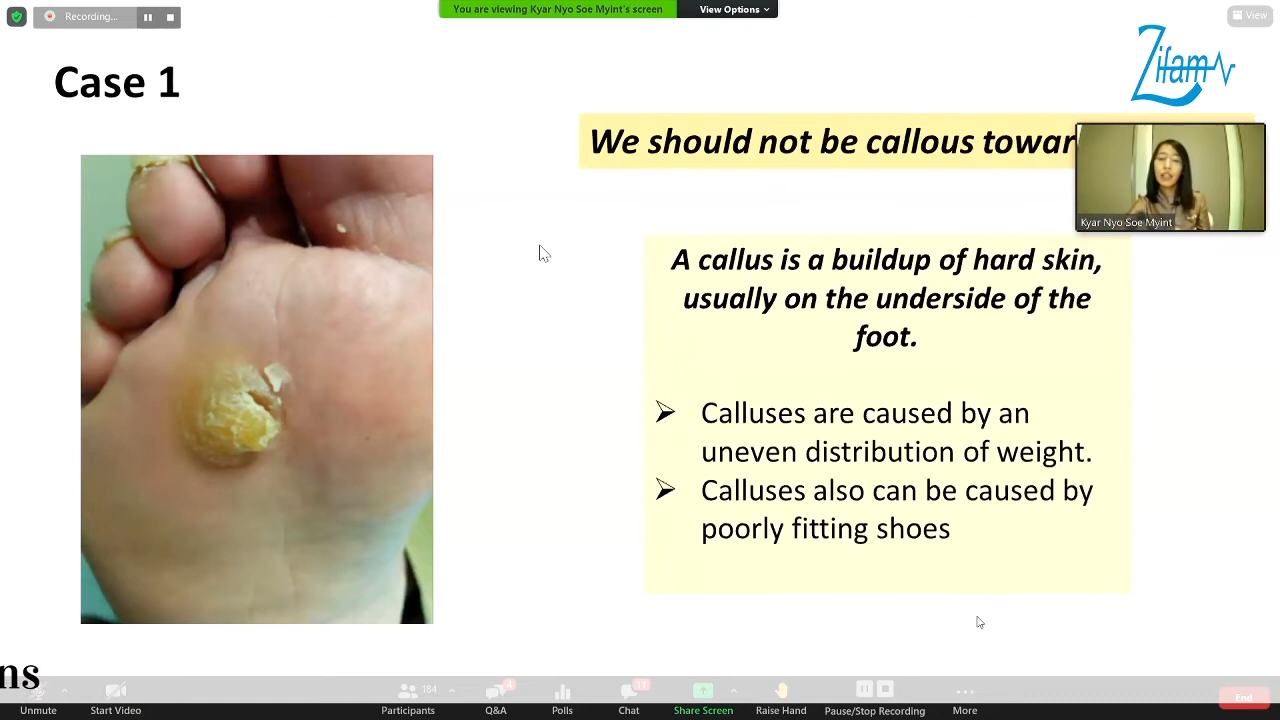 Recording...
You are viewing Kyar Nyo Soe Myint's screen
View Options
View
Zifam
Case 1
We should not be callous towar
Kyar Nyo Soe Myint
A callus is a buildup of hard skin,
usually on the underside of the
foot.
➢ Calluses are caused by an
uneven distribution of weight.
➢ Calluses also can be caused by
poorly fitting shoes
ns
184
4
11
Unmute
Start Video
Participants
Q&A
Polls
Chat
Share Screen
Raise Hand
Pause/Stop Recording
More
End